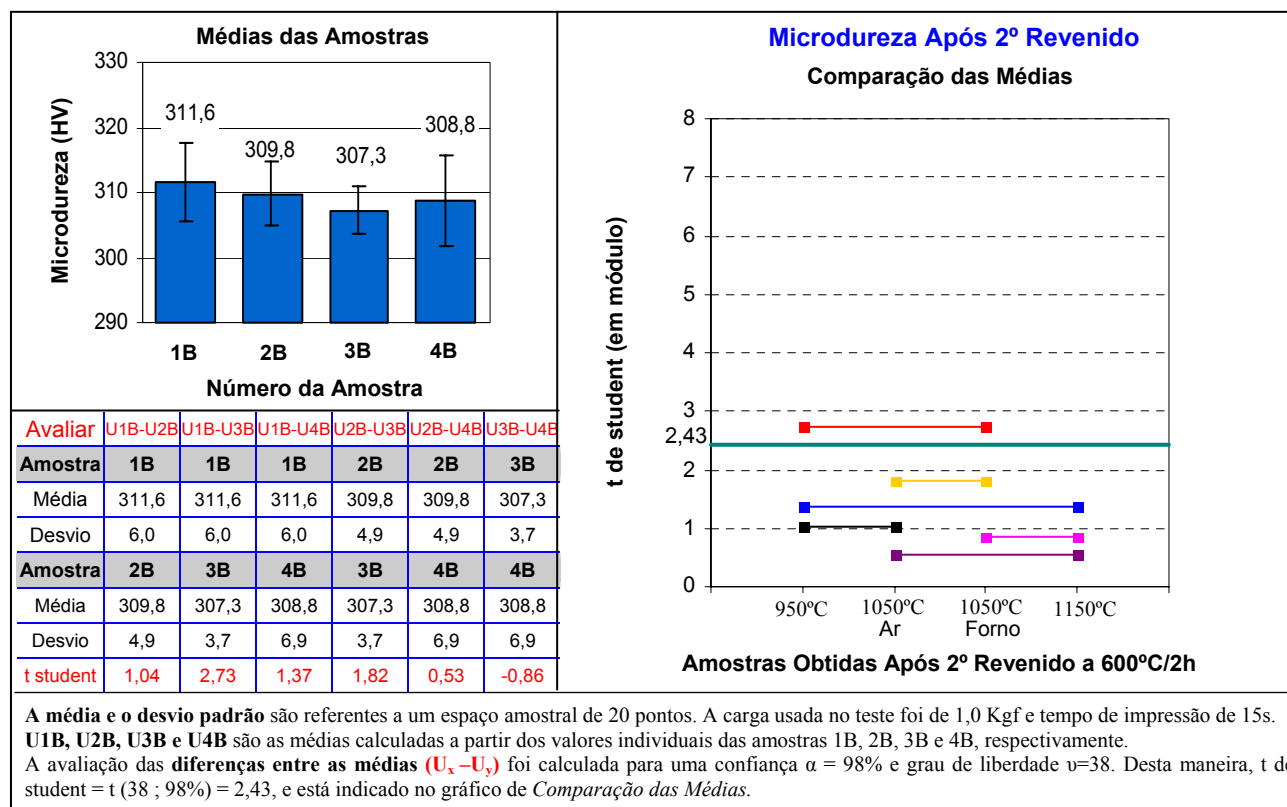 Médias das Amostras
Microdureza (HV)
330
320
310
300
290
311,6
309,8
307,3
308,8
1B 2B 3B 4B
Número da Amostra
Avaliar U1B-U2B U1B-U3B U1B-U4B U2B-U3B U2B-U4B U3B-U4B
Amostra 1B 1B 1B 2B 2B 3B
Média 311,6 311,6 311,6 309,8 309,8 307,3
Desvio 6,0 6,0 6,0 4,9 4,9 3,7
Amostra 2B 3B 4B 3B 4B 4B
Média 309,8 307,3 308,8 307,3 308,8 308,8
Desvio 4,9 3,7 6,9 3,7 6,9 6,9
t student 1,04 2,73 1,37 1,82 0,53 -0,86
Microdureza Após 2º Revenido
Comparação das Médias
t de student (em módulo)
8
7
6
5
4
3
2,43
2
1
0
950ºC 1050ºC 1050ºC 1150ºC
Ar Forno
Amostras Obtidas Após 2º Revenido a 600ºC/2h
A média e o desvio padrão são referentes a um espaço amostral de 20 pontos. A carga usada no teste foi de 1,0 Kgf e tempo de impressão de 15s.
U1B, U2B, U3B e U4B são as médias calculadas a partir dos valores individuais das amostras 1B, 2B, 3B e 4B, respectivamente.
A avaliação das diferenças entre as médias (Ux –Uy) foi calculada para uma confiança α = 98% e grau de liberdade υ=38. Desta maneira, t de
student = t (38 ; 98%) = 2,43, e está indicado no gráfico de Comparação das Médias.